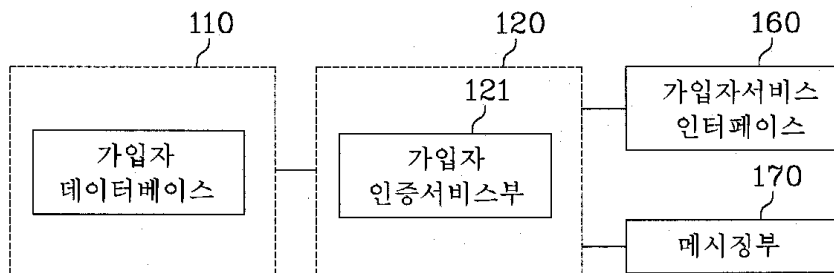 110
120
160
121
가입자서비스
인터페이스
가입자
데이터베이스
가입자
인증서비스부
170
메시징부